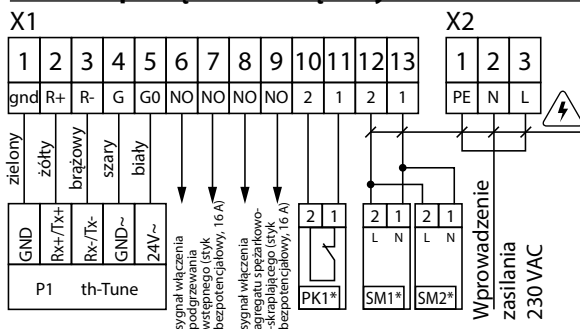 X1
X2
1 2 3 4 5 6 7 8 9 10 11 12 13
1 2 3
gnd R+ R- G G0 NO NO NO NO 2 1 2 1
PE N L
zielony
żółty
brązowy
szary
biały
GND
Rx+/Tx+
Rx-/Tx-
GND~
24V~
P1 th-Tune
sygnał włączenia
podgrzewania
wstępnego (styk
bezpotencjałowy, 16 A)
sygnał włączenia
agregatu sprężarkowo-
-skraplającego (styk
bezpotencjałowy, 16 A)
2 1
PK1*
2 1
L N
SM1*
2 1
L N
SM2*
Wprowadzenie
zasilania
230 VAC